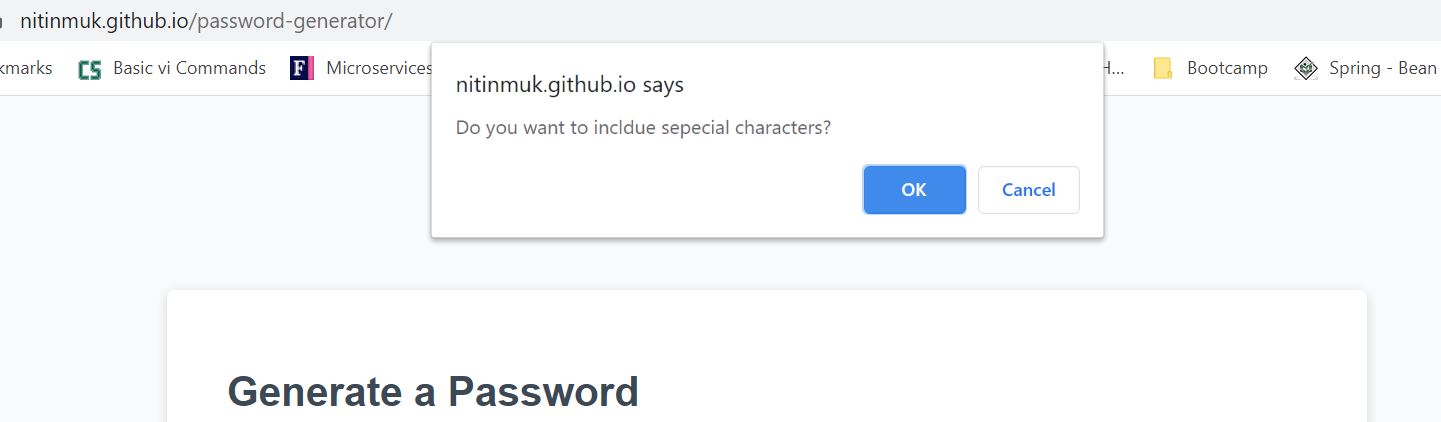 nitinmuk.github.io/password-generator/
kmarks CS Basic vi Commands F Microservices H... Bootcamp Spring - Bean
nitinmuk.github.io says
Do you want to incldue sepecial characters?
OK Cancel
Generate a Password